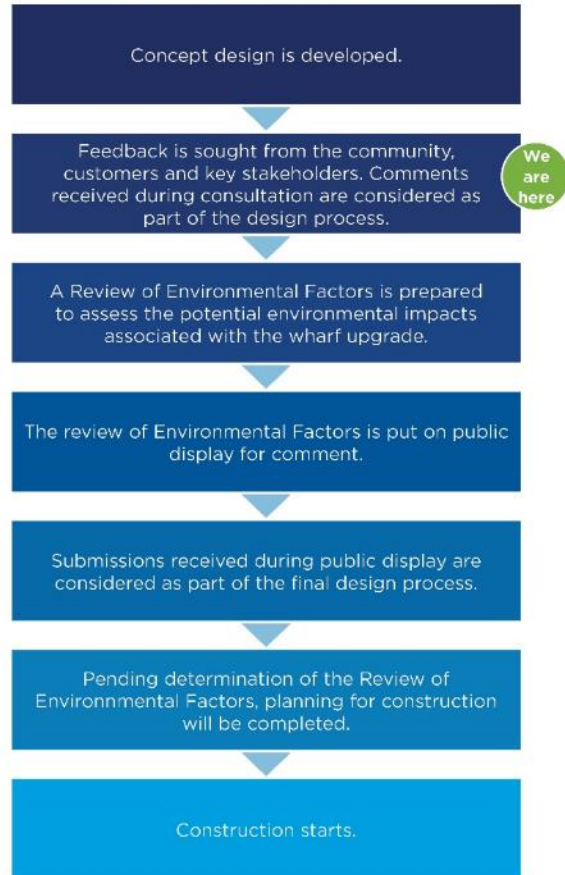 Concept design is developed.
Feedback is sought from the community,
customers and key stakeholders. Comments
received during consultation are considered as
part of the design process.
We
are
here
A Review of Environmental Factors is prepared
to assess the potential environmental impacts
associated with the wharf upgrade.
The review of Environmental Factors is put on public
display for comment.
Submissions received during public display are
considered as part of the final design process.
Pending determination of the Review of
Environnmental Factors, planning for construction
will be completed.
Construction starts.